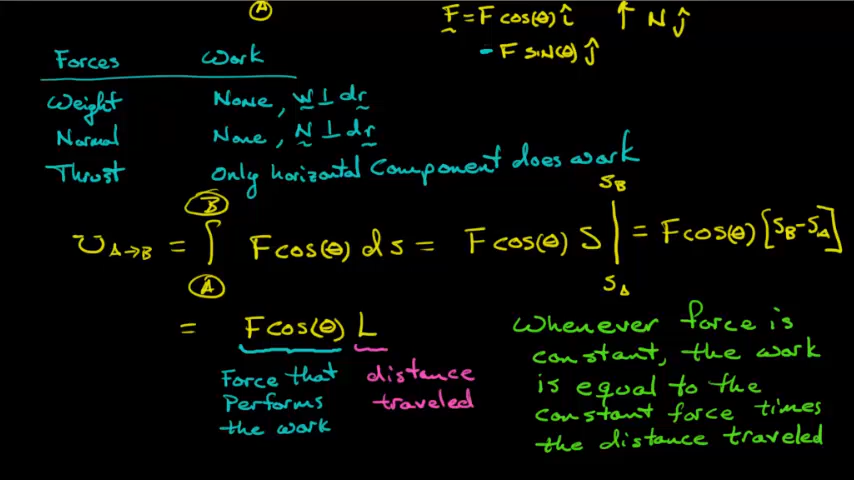 A
F = F cos(θ) î ↑ N ĵ
- F sin(θ) ĵ
Forces Work
Weight None, W ⊥ dr
Normal None, N ⊥ dr
Thrust Only horizontal Component does work
U A→B = ∫ Ⓐ Ⓑ F cos(θ) ds = F cos(θ) S | S_A S_B = F cos(θ) [S_B - S_A]
= F cos(θ) L
Force that
Performs
the work
distance
traveled
Whenever force is
constant, the work
is equal to the
constant force times
the distance traveled